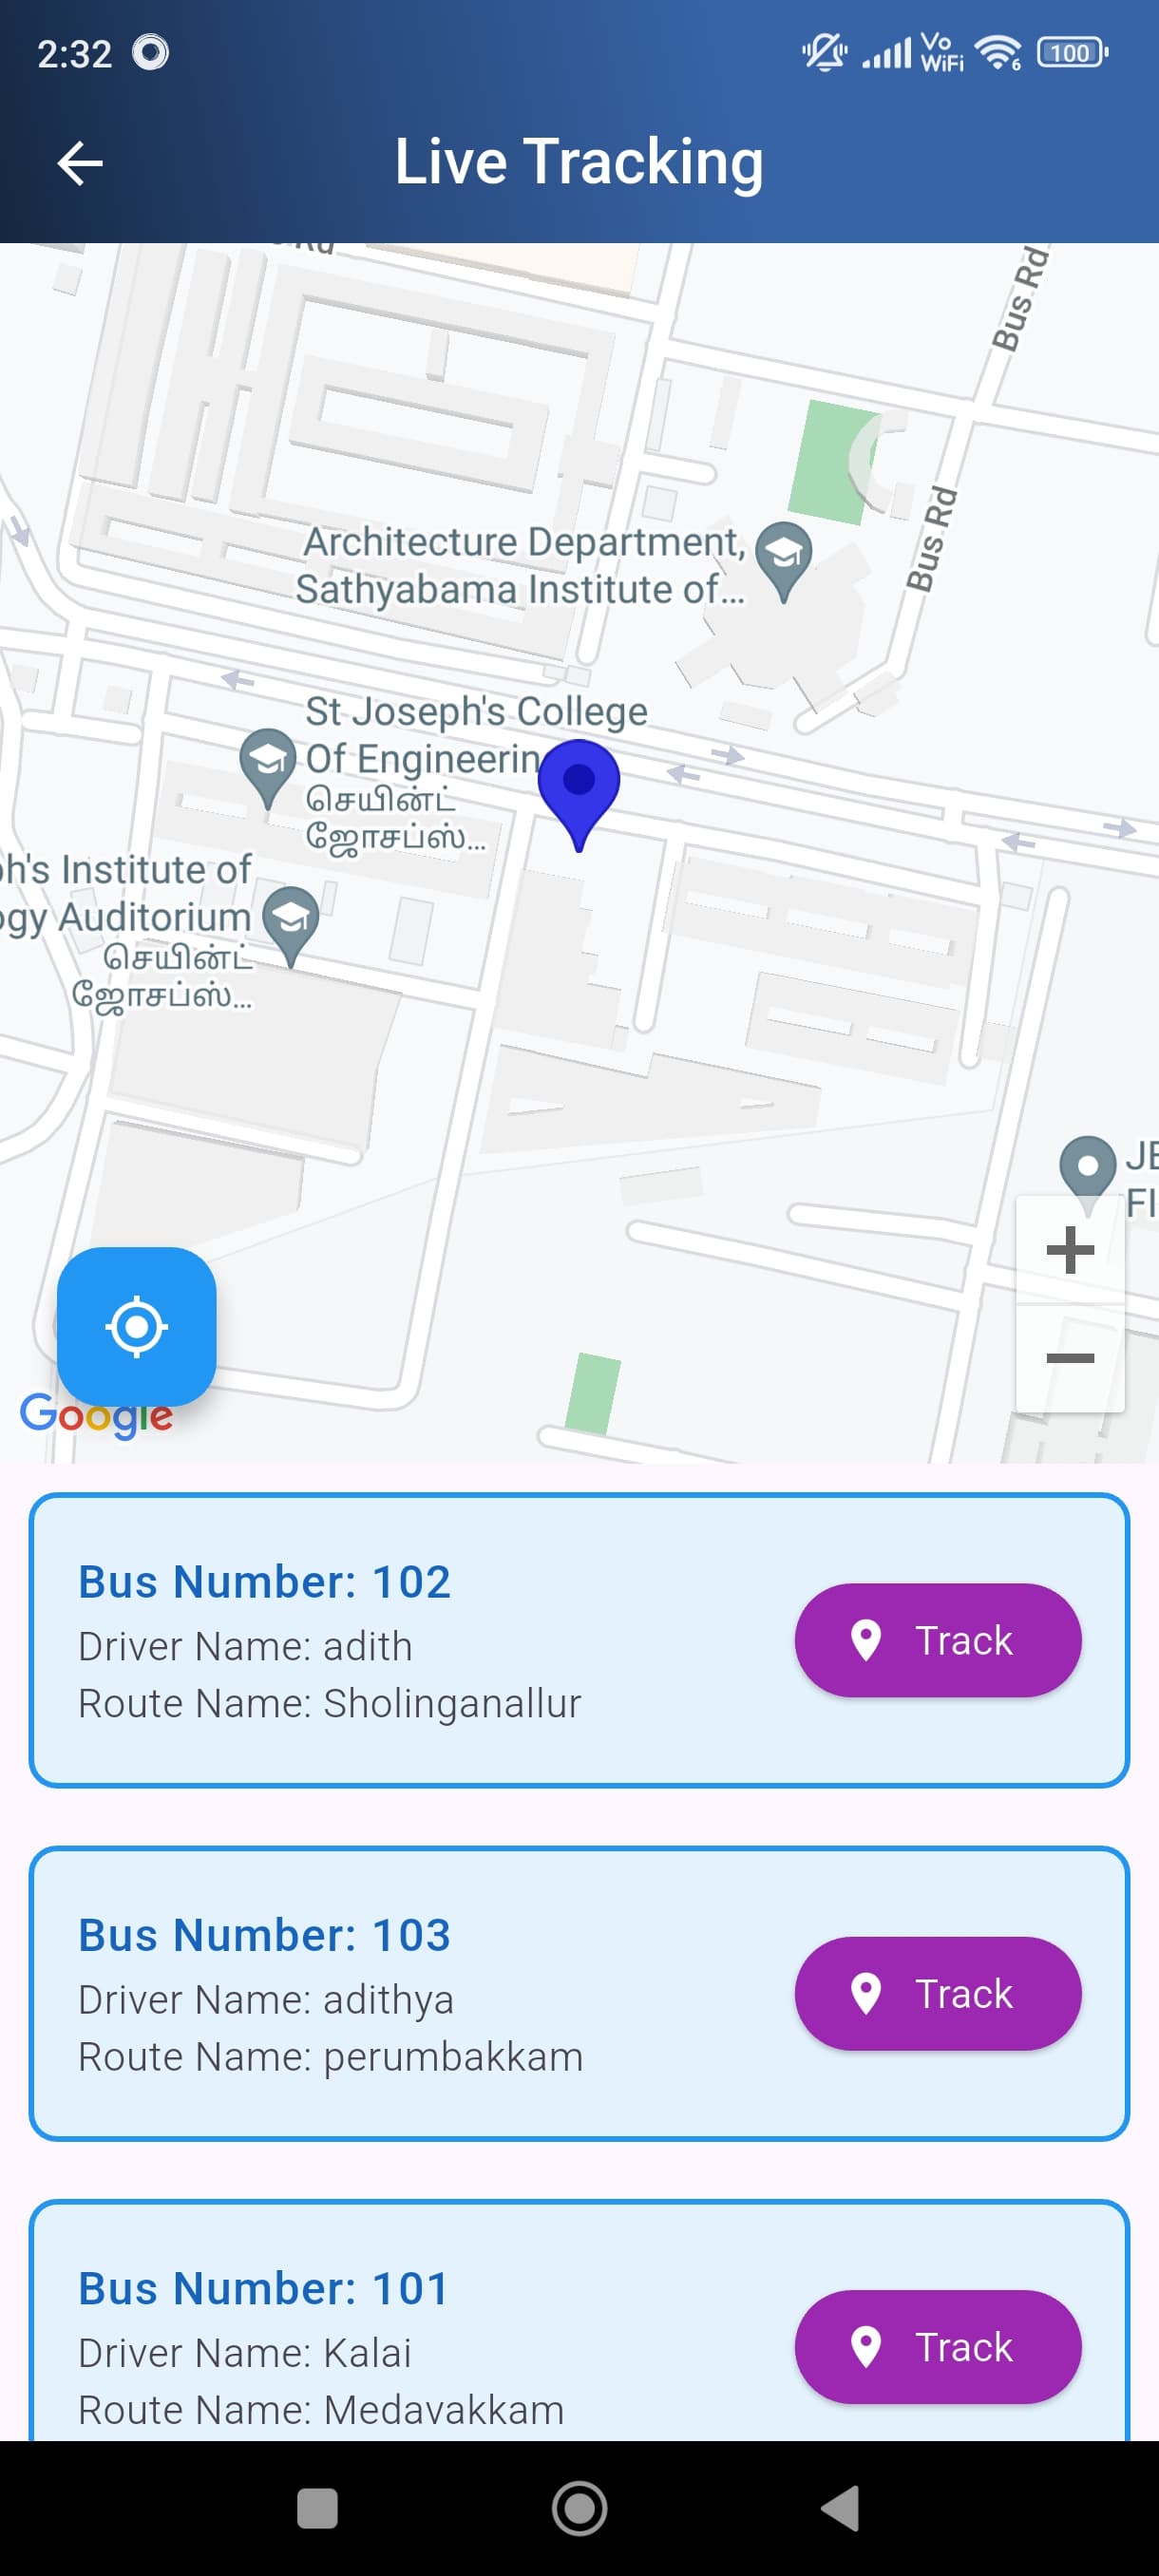 2:32
Vo
WiFi
6
100
Live Tracking
Bus Rd
Bus Rd
Architecture Department,
Sathyabama Institute of...
St Joseph's College
Of Engineerin
செயின்ட்
ஜோசப்ஸ்...
h's Institute of
gy Auditorium
செயின்ட்
ஜோசப்ஸ்...
JE
FI
Google
Bus Number: 102
Driver Name: adith
Route Name: Sholinganallur
Track
Bus Number: 103
Driver Name: adithya
Route Name: perumbakkam
Track
Bus Number: 101
Driver Name: Kalai
Route Name: Medavakkam
Track